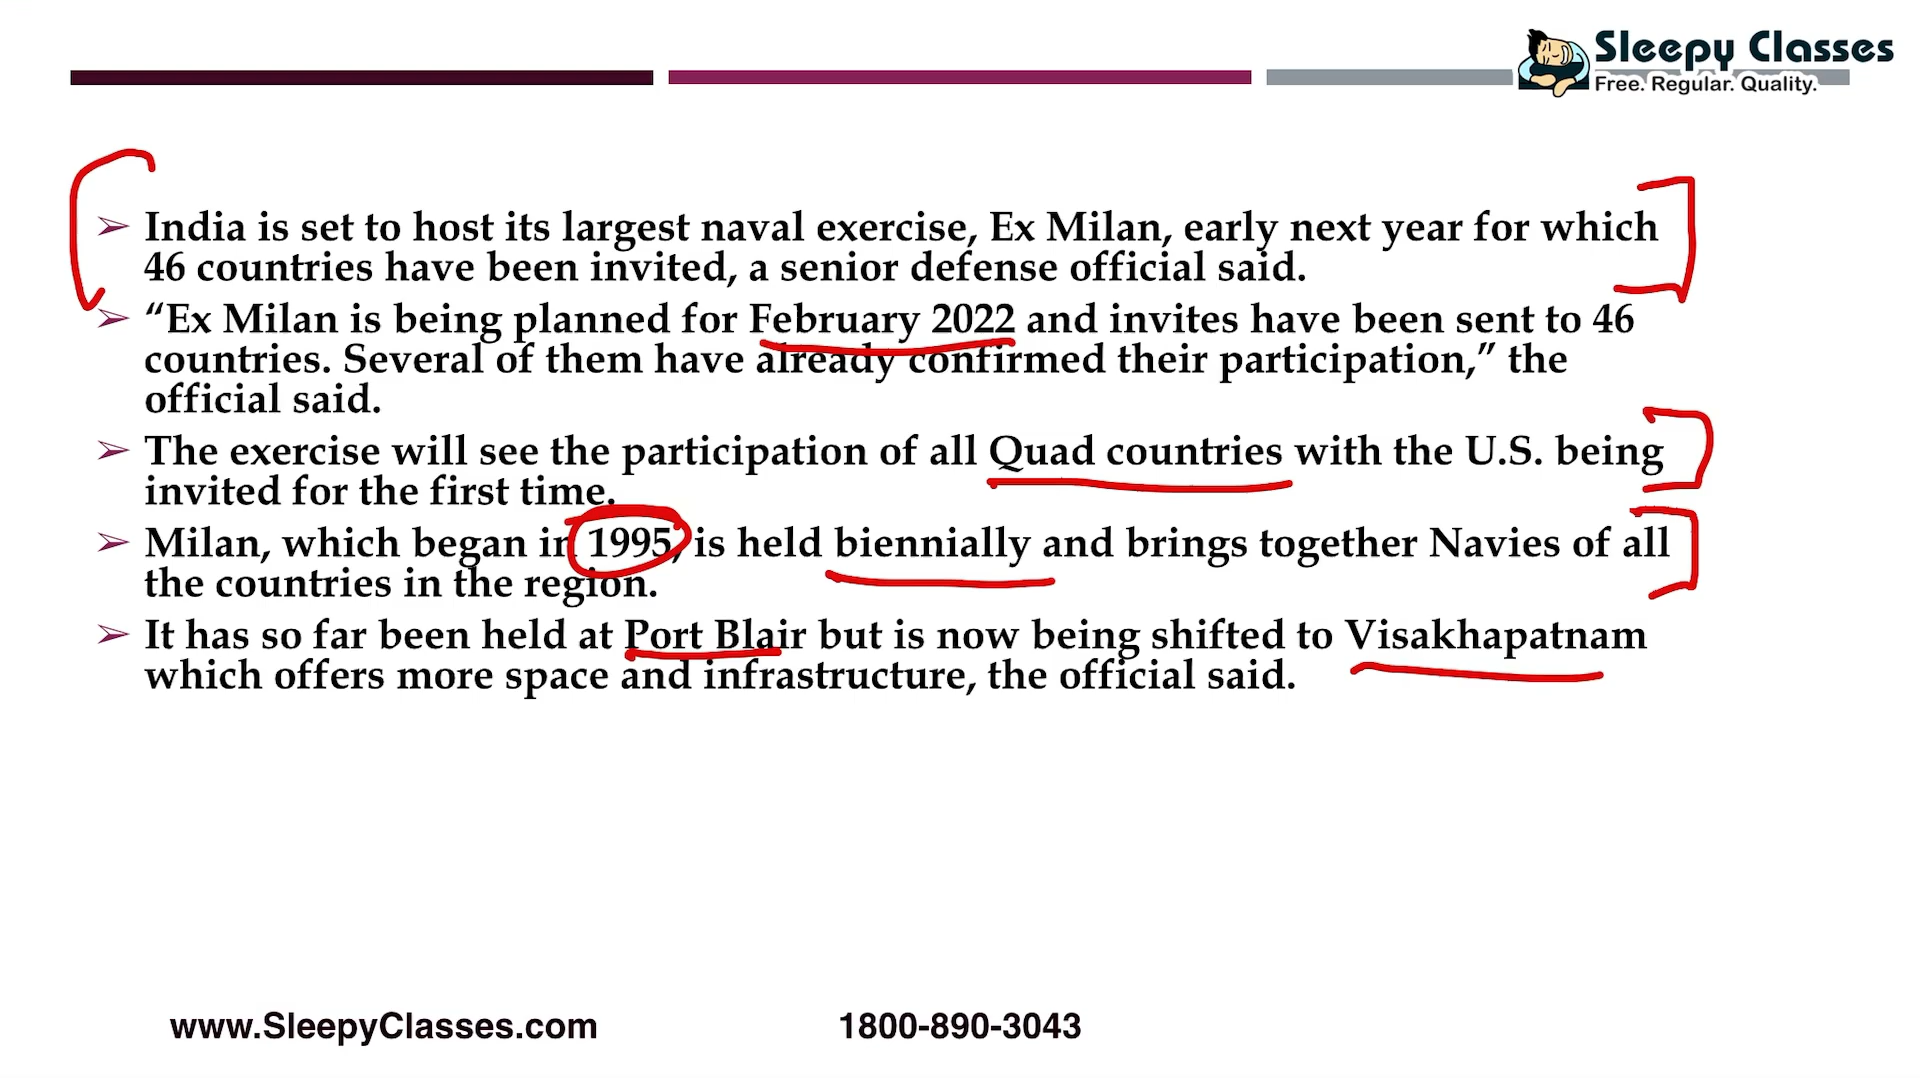 Sleepy Classes
Free. Regular. Quality.
➢ India is set to host its largest naval exercise, Ex Milan, early next year for which
46 countries have been invited, a senior defense official said.
➢ “Ex Milan is being planned for February 2022 and invites have been sent to 46
countries. Several of them have already confirmed their participation,” the
official said.
➢ The exercise will see the participation of all Quad countries with the U.S. being
invited for the first time.
➢ Milan, which began in 1995, is held biennially and brings together Navies of all
the countries in the region.
➢ It has so far been held at Port Blair but is now being shifted to Visakhapatnam
which offers more space and infrastructure, the official said.
www.SleepyClasses.com 1800-890-3043